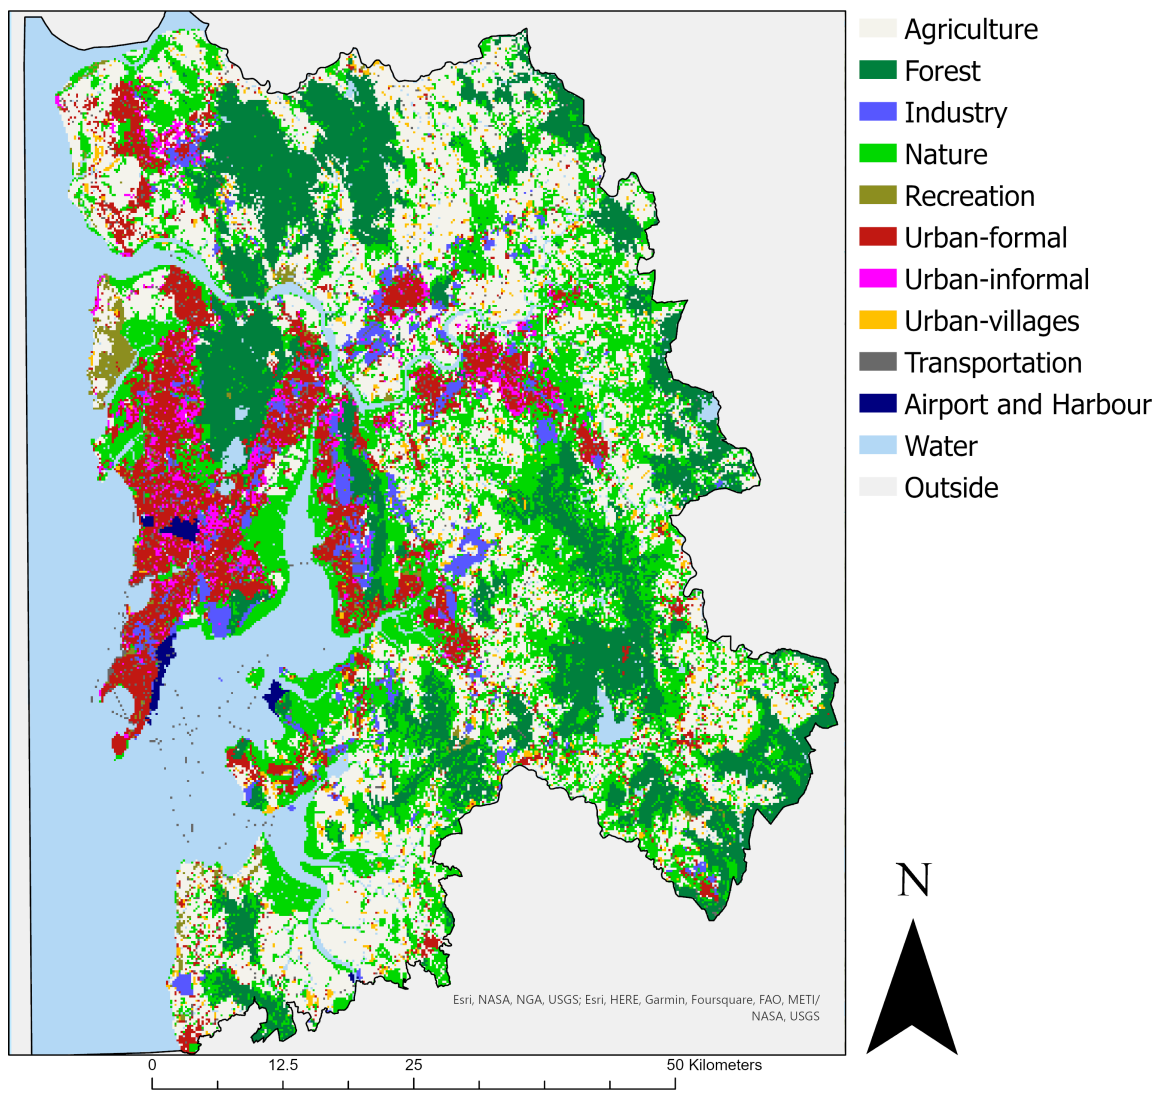 Agriculture
Forest
Industry
Nature
Recreation
Urban-formal
Urban-informal
Urban-villages
Transportation
Airport and Harbour
Water
Outside
N
Esri, NASA, NGA, USGS; Esri, HERE, Garmin, Foursquare, FAO, METI/
NASA, USGS
0 12.5 25 50 Kilometers